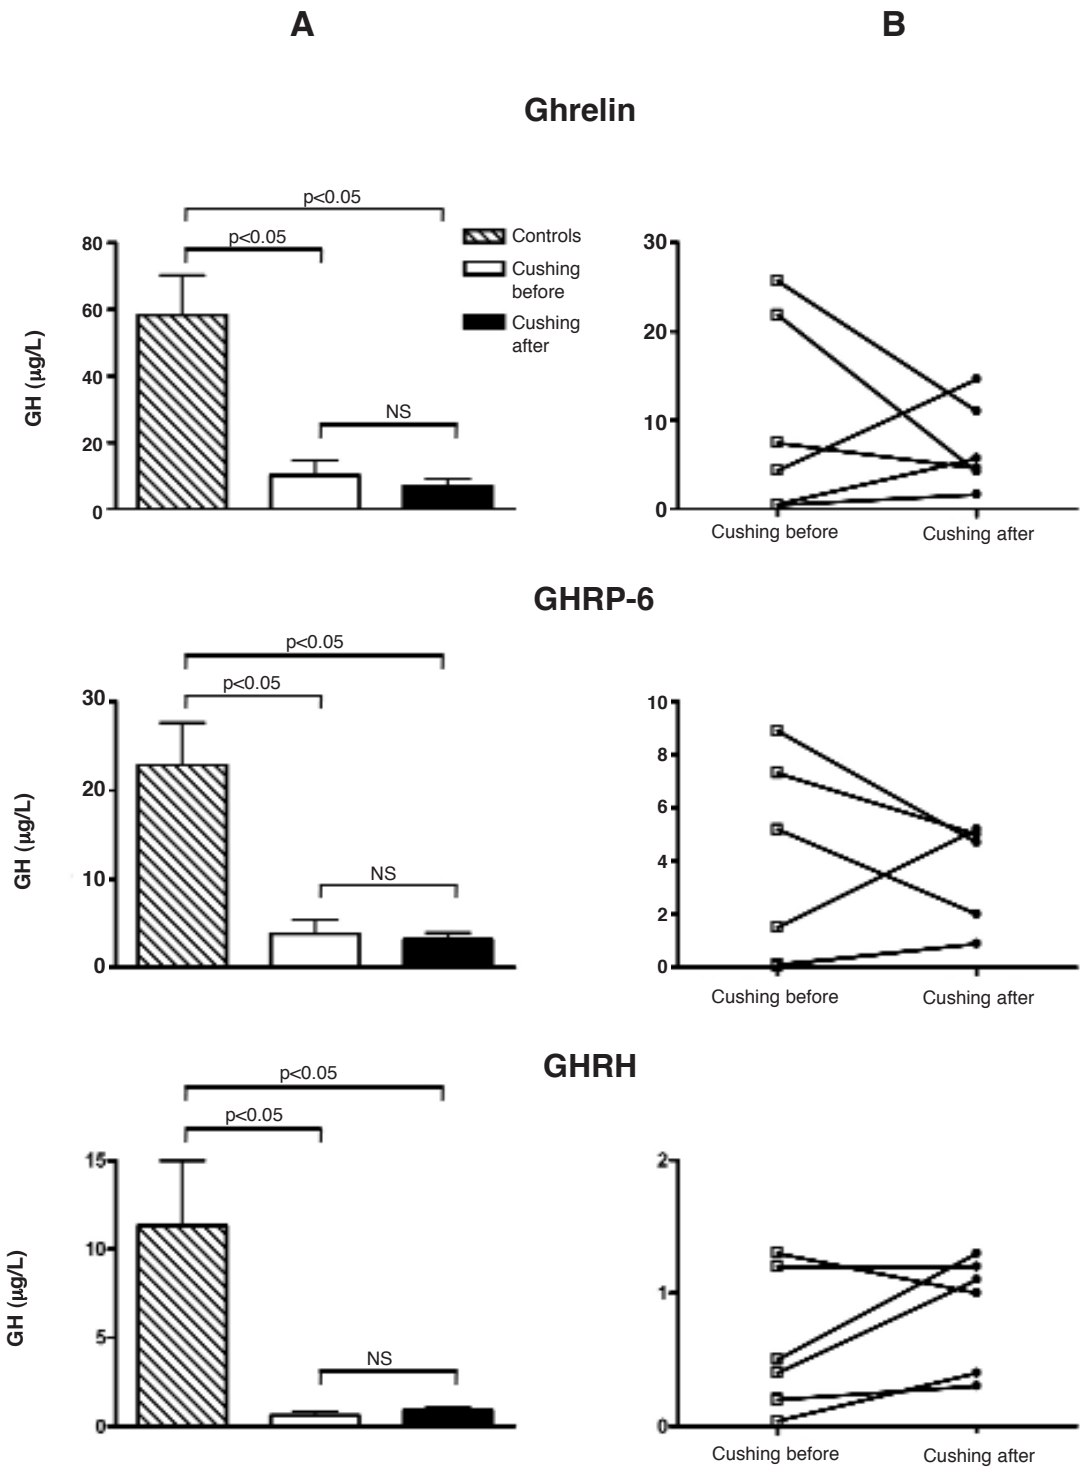 A
B
Ghrelin
p<0.05
p<0.05
NS
Controls
Cushing
before
Cushing
after
GH (µg/L)
80
60
40
20
0
30
20
10
0
Cushing before
Cushing after
GHRP-6
p<0.05
p<0.05
NS
GH (µg/L)
30
20
10
0
10
8
6
4
2
0
Cushing before
Cushing after
GHRH
p<0.05
p<0.05
NS
GH (µg/L)
15
10
5
0
2
1
0
Cushing before
Cushing after